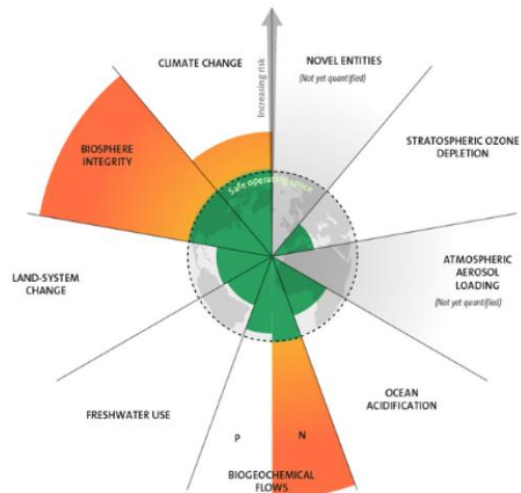 CLIMATE CHANGE
Increasing risk
NOVEL ENTITIES
(Not yet quantified)
STRATOSPHERIC OZONE
DEPLETION
ATMOSPHERIC
AEROSOL
LOADING
(Not yet quantified)
OCEAN
ACIDIFICATION
P
N
BIOGEOCHEMICAL
FLOWS
FRESHWATER USE
LAND-SYSTEM
CHANGE
BIOSPHERE
INTEGRITY
Safe operating space